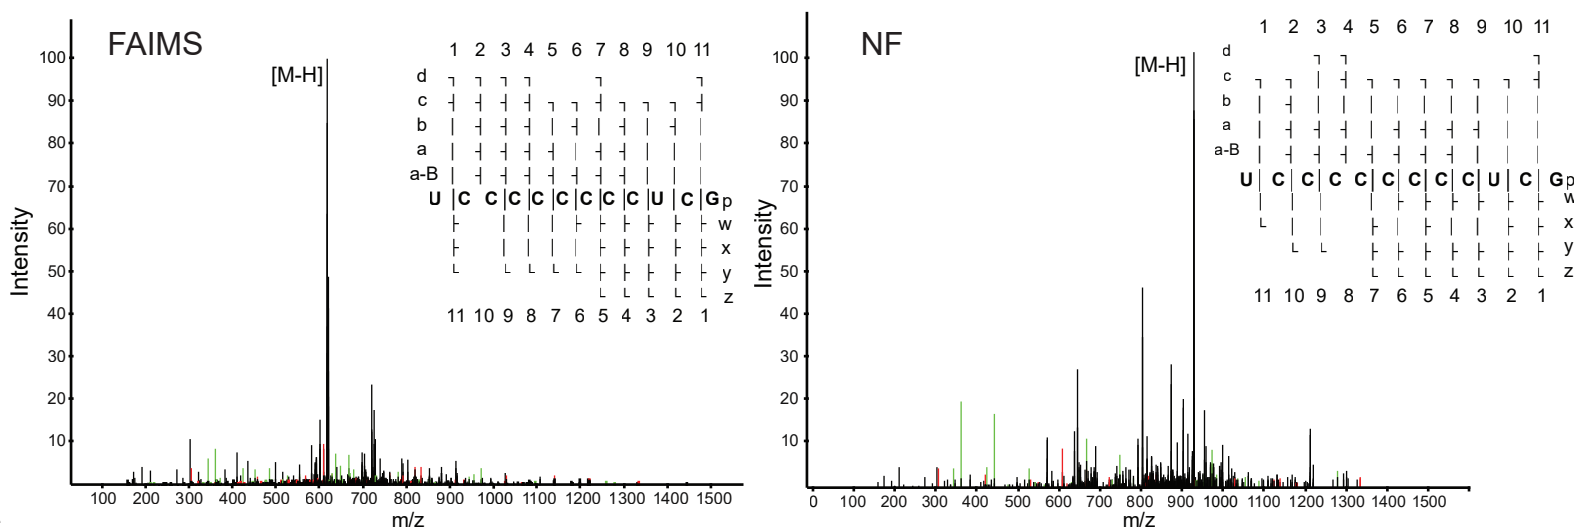 FAIMS
[M-H]
1 2 3 4 5 6 7 8 9 10 11
d
c
b
a
a-B
U C C C C C C C U C G p
w
x
y
z
11 10 9 8 7 6 5 4 3 2 1
Intensity
100
90
80
70
60
50
40
30
20
10
100 200 300 400 500 600 700 800 900 1000 1100 1200 1300 1400 1500
m/z
NF
[M-H]
1 2 3 4 5 6 7 8 9 10 11
d
c
b
a
a-B
U C C C C C C C C U C G p
w
x
y
z
11 10 9 8 7 6 5 4 3 2 1
Intensity
100
90
80
70
60
50
40
30
20
10
0 100 200 300 400 500 600 700 800 900 1000 1100 1200 1300 1400 1500
m/z